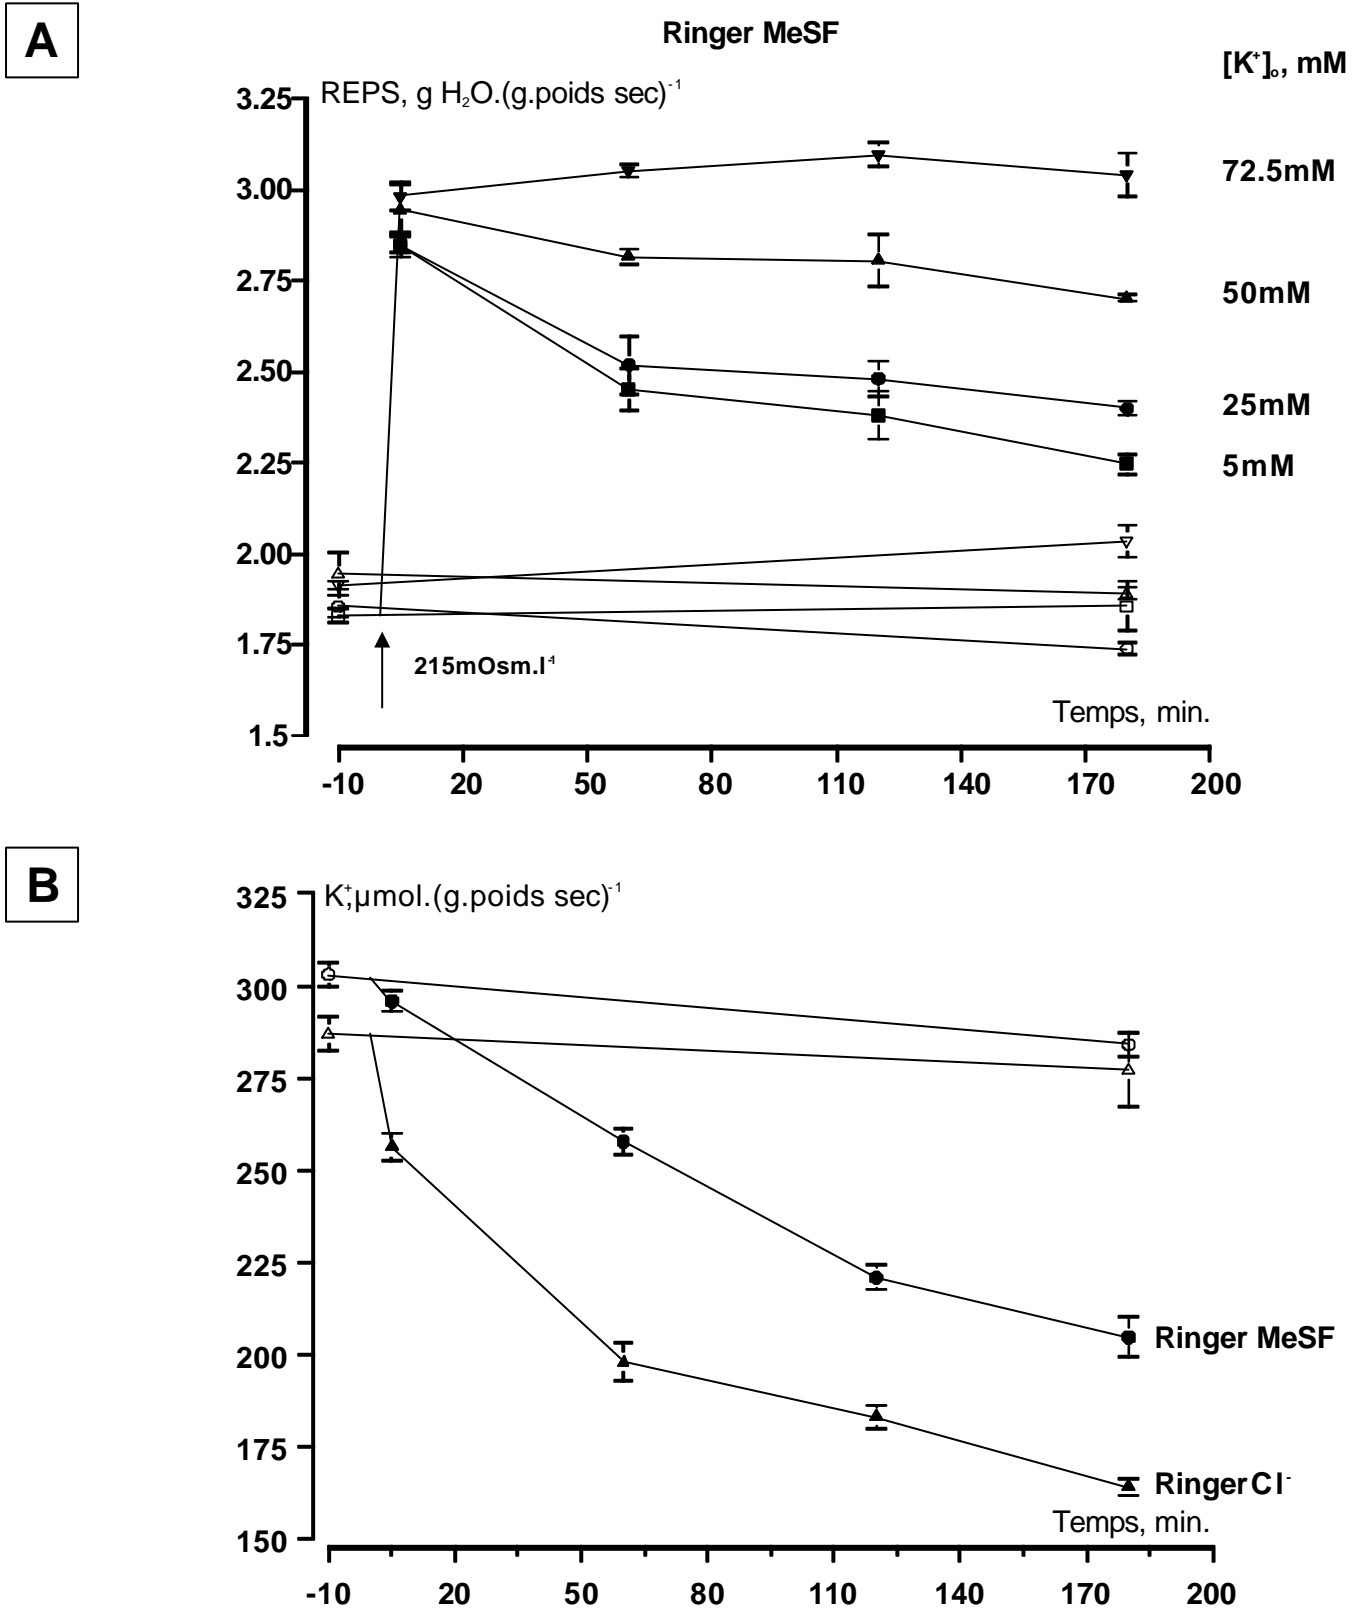 A
Ringer MeSF
[K⁺]ₒ, mM
REPS, g H₂O.(g.poids sec)⁻¹
3.25
3.00
2.75
2.50
2.25
2.00
1.75
1.5
72.5mM
50mM
25mM
5mM
215mOsm.l⁻¹
Temps, min.
-10 20 50 80 110 140 170 200
B
K⁺,µmol.(g.poids sec)⁻¹
325
300
275
250
225
200
175
150
Ringer MeSF
Ringer Cl⁻
Temps, min.
-10 20 50 80 110 140 170 200